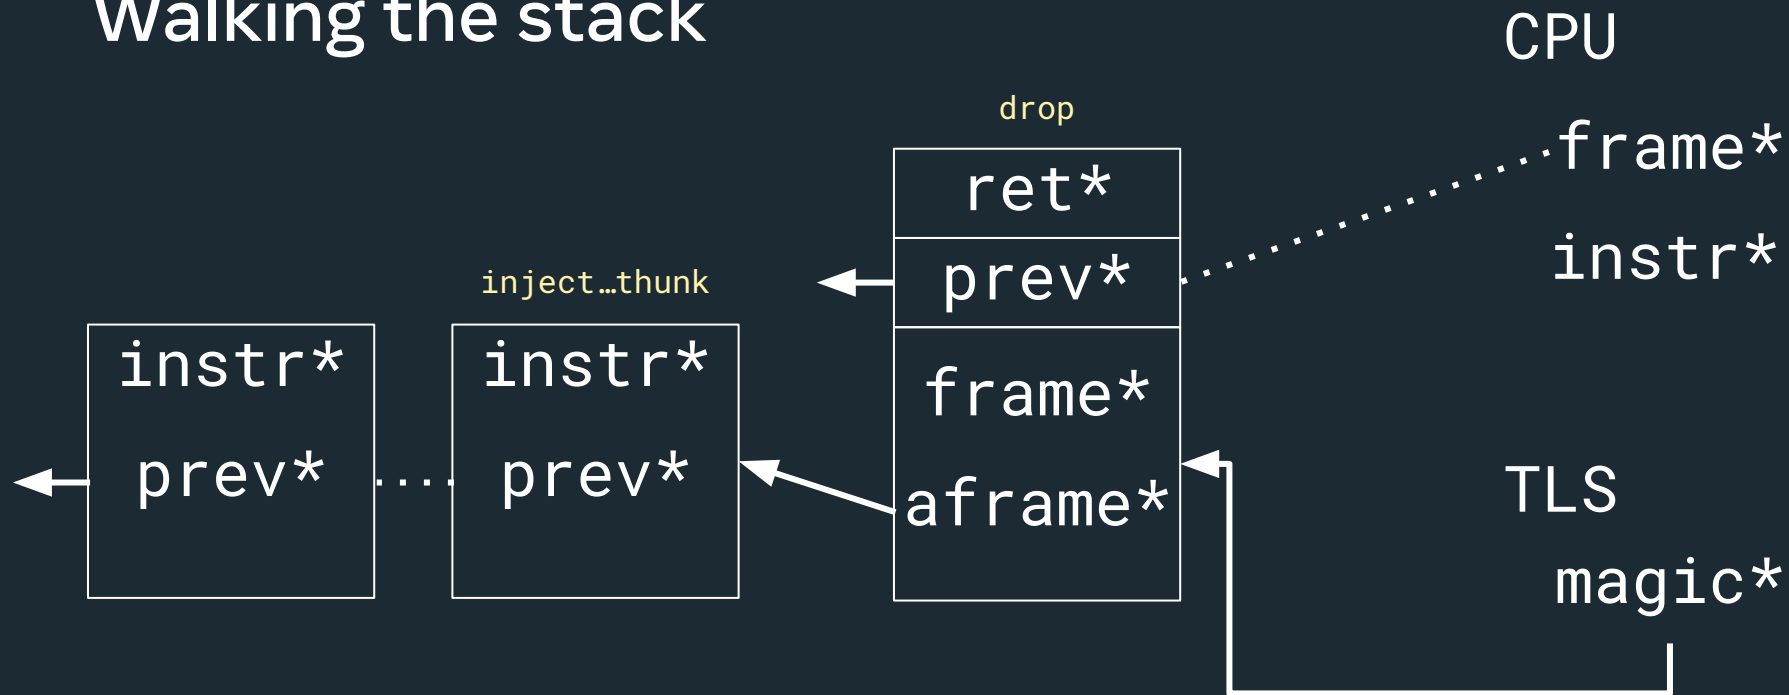 Walking the stack
CPU
drop
frame*
ret*
instr*
prev*
inject…thunk
instr*
instr*
frame*
prev*
prev*
aframe*
TLS
magic*